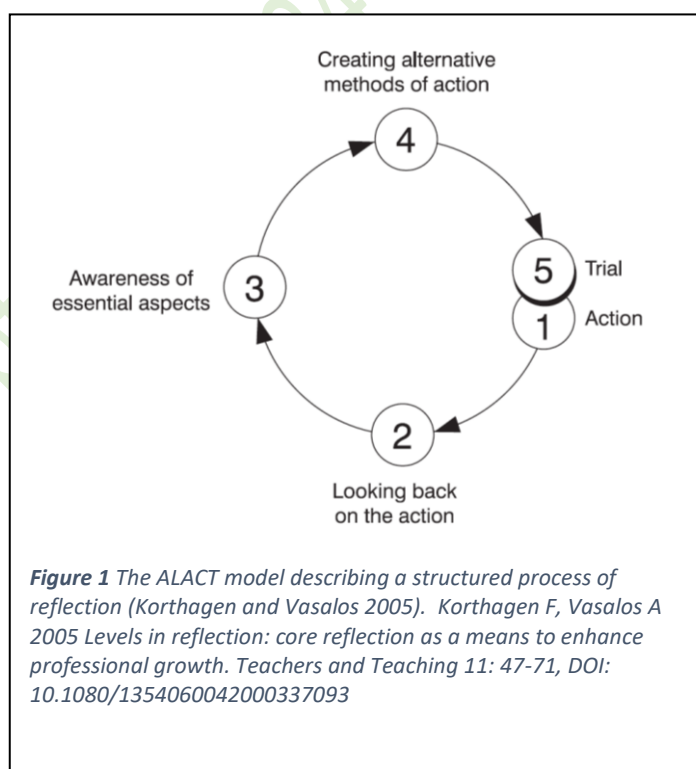 Creating alternative
methods of action
4
5
Trial
Awareness of
essential aspects
3
1
Action
2
Looking back
on the action
Figure 1 The ALACT model describing a structured process of
reflection (Korthagen and Vasalos 2005).  Korthagen F, Vasalos A
2005 Levels in reflection: core reflection as a means to enhance
professional growth. Teachers and Teaching 11: 47-71, DOI:
10.1080/1354060042000337093